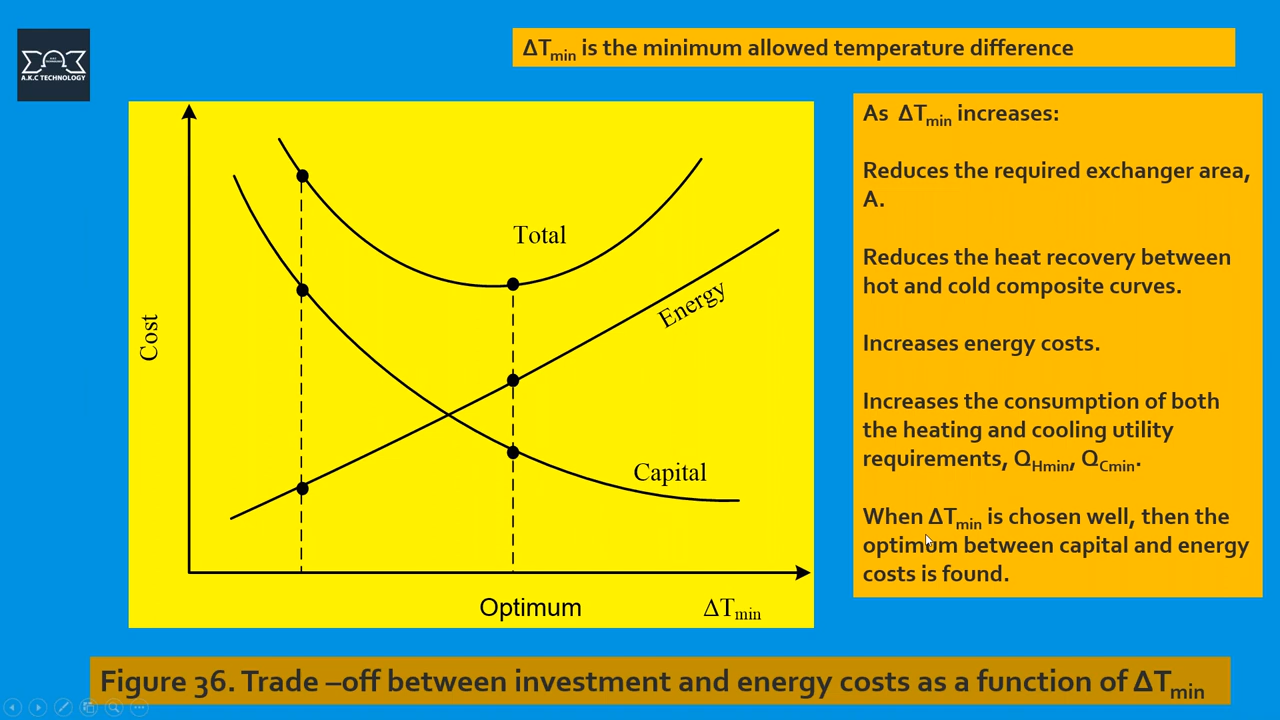 ΔTmin is the minimum allowed temperature difference
A.K.C TECHNOLOGY
As ΔTmin increases:
Reduces the required exchanger area,
A.
Reduces the heat recovery between
hot and cold composite curves.
Increases energy costs.
Increases the consumption of both
the heating and cooling utility
requirements, QHmin, QCmin.
When ΔTmin is chosen well, then the
optimum between capital and energy
costs is found.
Total
Energy
Cost
Capital
Optimum
ΔTmin
Figure 36. Trade –off between investment and energy costs as a function of ΔTmin